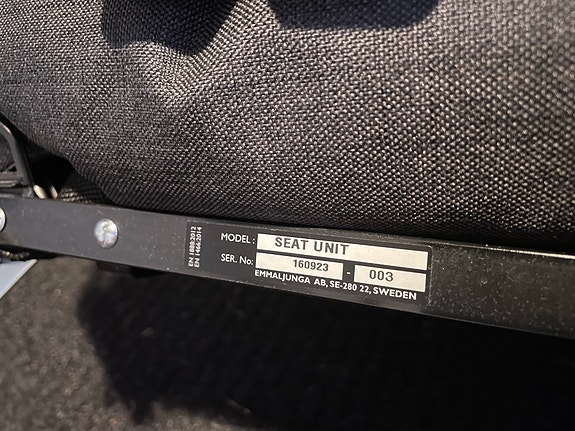 EN 1888:2012
EN 1466:2014
MODEL: SEAT UNIT
SER. No: 160923 - 003
EMMALJUNGA AB, SE-280 22, SWEDEN